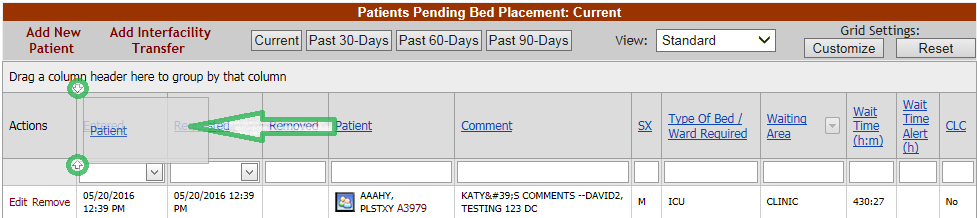 Patients Pending Bed Placement: Current
Add New Patient
Add Interfacility Transfer
Current
Past 30-Days
Past 60-Days
Past 90-Days
View:
Standard
Grid Settings:
Customize
Reset
Drag a column header here to group by that column
Actions
Entered
Patient
Removed
Patient
Comment
SX
Type Of Bed / Ward Required
Waiting Area
Wait Time (h:m)
Wait Time Alert (h)
CLC
Edit Remove
05/20/2016 12:39 PM
05/20/2016 12:39 PM
AAAHY, PLSTXY A3979
KATY&#39;S COMMENTS --DAVID2, TESTING 123 DC
M
ICU
CLINIC
430:27
No